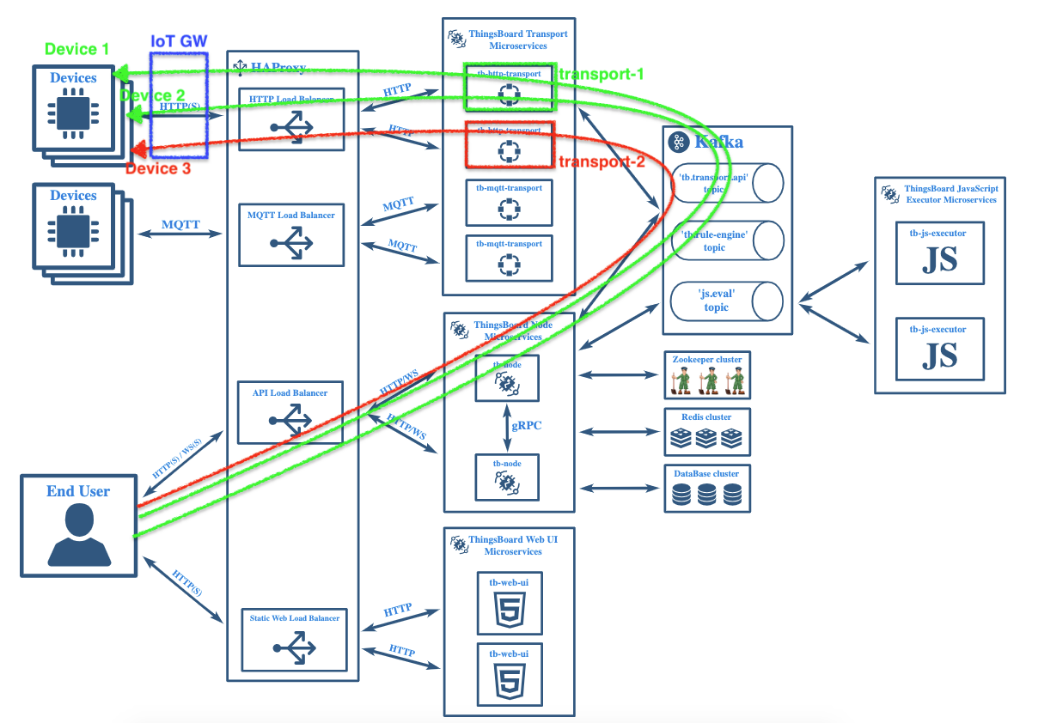 Device 1
IoT GW
Devices
Device 2
HTTP(S)
Device 3
Devices
MQTT
HAProxy
HTTP Load Balancer
HTTP
HTTP
MQTT Load Balancer
MQTT
MQTT
API Load Balancer
HTTP/WS
HTTP/WS
HTTP(S) / WS(S)
End User
HTTP(S)
Static Web Load Balancer
HTTP
HTTP
ThingsBoard Transport
Microservices
tb-http-transport
transport-1
tb-http-transport
transport-2
tb-mqtt-transport
tb-mqtt-transport
ThingsBoard Node
Microservices
tb-node
gRPC
tb-node
ThingsBoard Web UI
Microservices
tb-web-ui
tb-web-ui
Kafka
'tb.transport.api'
topic
'tb.rule-engine'
topic
'js.eval'
topic
Zookeeper cluster
Redis cluster
DataBase cluster
ThingsBoard JavaScript
Executor Microservices
tb-js-executor
JS
tb-js-executor
JS